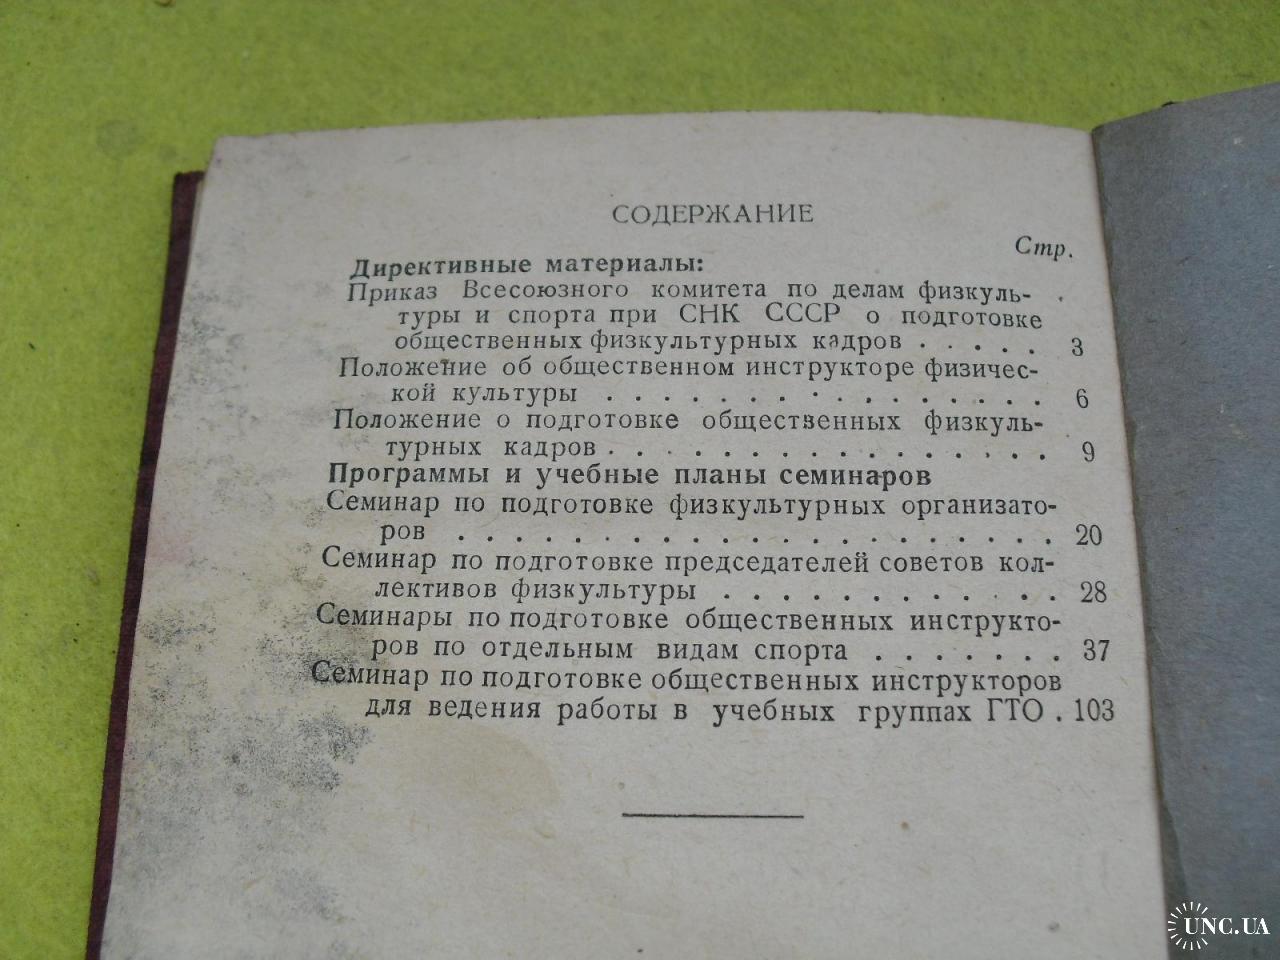 СОДЕРЖАНИЕ
Стр.
Директивные материалы:
Приказ Всесоюзного комитета по делам физкуль-
туры и спорта при СНК СССР о подготовке
общественных физкультурных кадров . . . . . 3
Положение об общественном инструкторе физичес-
кой культуры . . . . . . . . . . . . . . . . 6
Положение о подготовке общественных физкуль-
турных кадров . . . . . . . . . . . . . . . . 9
Программы и учебные планы семинаров
Семинар по подготовке физкультурных организато-
ров . . . . . . . . . . . . . . . . . . . . . 20
Семинар по подготовке председателей советов кол-
лективов физкультуры . . . . . . . . . . . . 28
Семинары по подготовке общественных инструкто-
ров по отдельным видам спорта . . . . . . . 37
Семинар по подготовке общественных инструкторов
для ведения работы в учебных группах ГТО . 103
UNC.UA